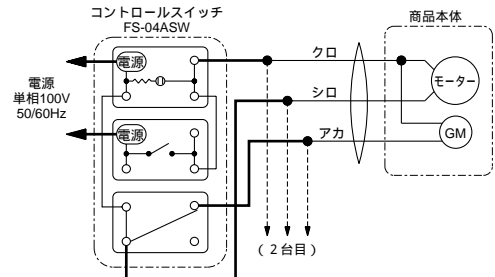 コントロールスイッチ
FS-04ASW
商品本体
電源
クロ
モーター
電源
単相100V
50/60Hz
シロ
電源
アカ
GM
(2台目)